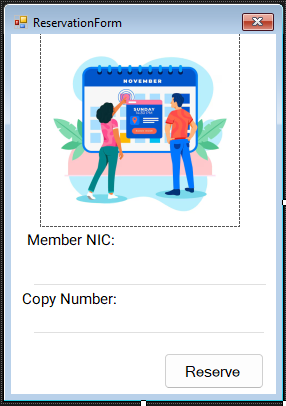 ReservationForm
NOVEMBER
SUNDAY
Member NIC:
Copy Number:
Reserve